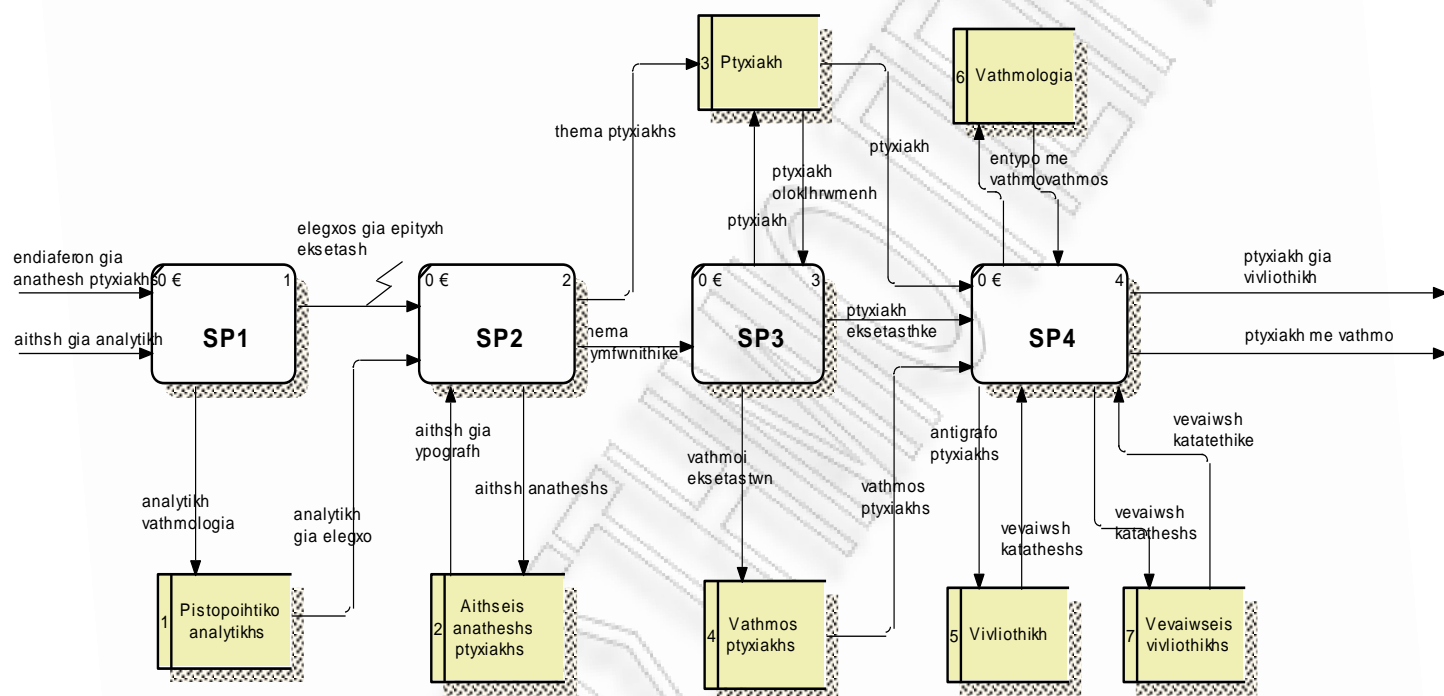 3
Ptyxiakh
6
Vathmologia
thema ptyxiakhs
ptyxiakh
entypo me
vathmovathmos
ptyxiakh
oloklhrwmenh
ptyxiakh
elegxos gia epityxh
eksetash
endiaferon gia
anathesh ptyxiakhs
aithsh gia analytikh
0 €
1
SP1
0 €
2
SP2
hema
ymfwnithike
0 €
3
SP3
ptyxiakh
eksetasthke
0 €
4
SP4
ptyxiakh gia
vivliothikh
ptyxiakh me vathmo
analytikh
vathmologia
analytikh
gia elegxo
aithsh gia
ypografh
aithsh anatheshs
vathmoi
eksetastwn
vathmos
ptyxiakhs
antigrafo
ptyxiakhs
vevaiwsh
katatheshs
vevaiwsh
katatheshs
vevaiwsh
katatethike
1
Pistopoihtiko
analytikhs
2
Aithseis
anatheshs
ptyxiakhs
4
Vathmos
ptyxiakhs
5
Vivliothikh
7
Vevaiwseis
vivliothikhs